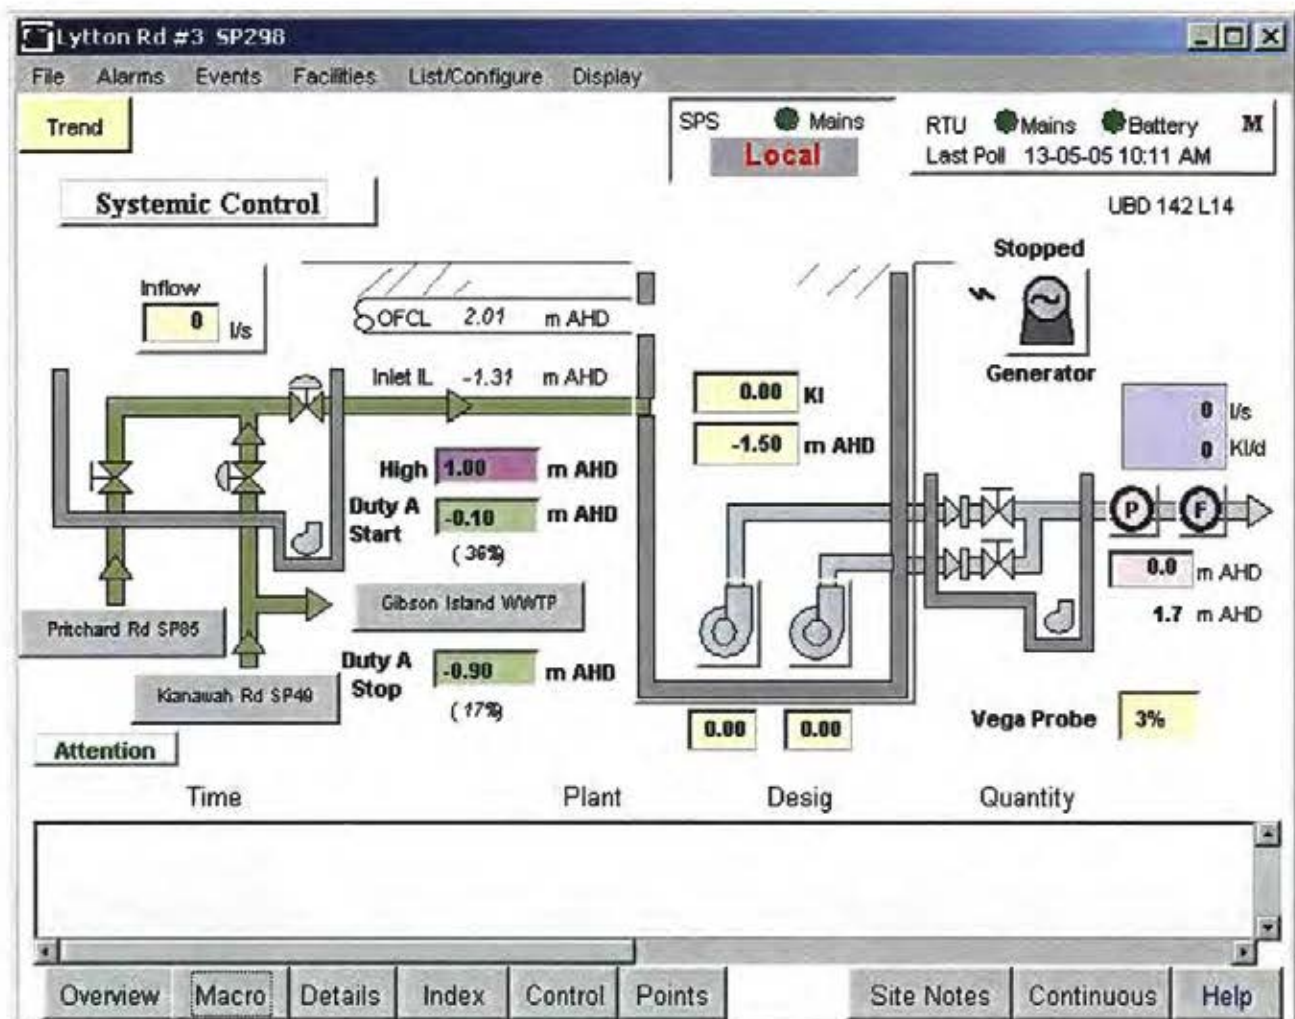 Lytton Rd #3 SP298
File Alarms Events Facilities List/Configure Display
Trend
SPS Mains
Local
RTU Mains Battery M
Last Poll 13-05-05 10:11 AM
Systemic Control
UBD 142 L14
Stopped
Generator
Inflow
0 l/s
OFCL 2.01 m AHD
Inlet IL -1.31 m AHD
0.00 Kl
-1.50 m AHD
0 l/s
0 Kl/d
High 1.00 m AHD
Duty A Start -0.10 m AHD
(36%)
P F
0.0 m AHD
1.7 m AHD
Gibson Island WWTP
Pritchard Rd SP85
Kianawah Rd SP49
Duty A Stop -0.90 m AHD
(17%)
0.00 0.00
Vega Probe 3%
Attention
Time Plant Desig Quantity
Overview Macro Details Index Control Points Site Notes Continuous Help